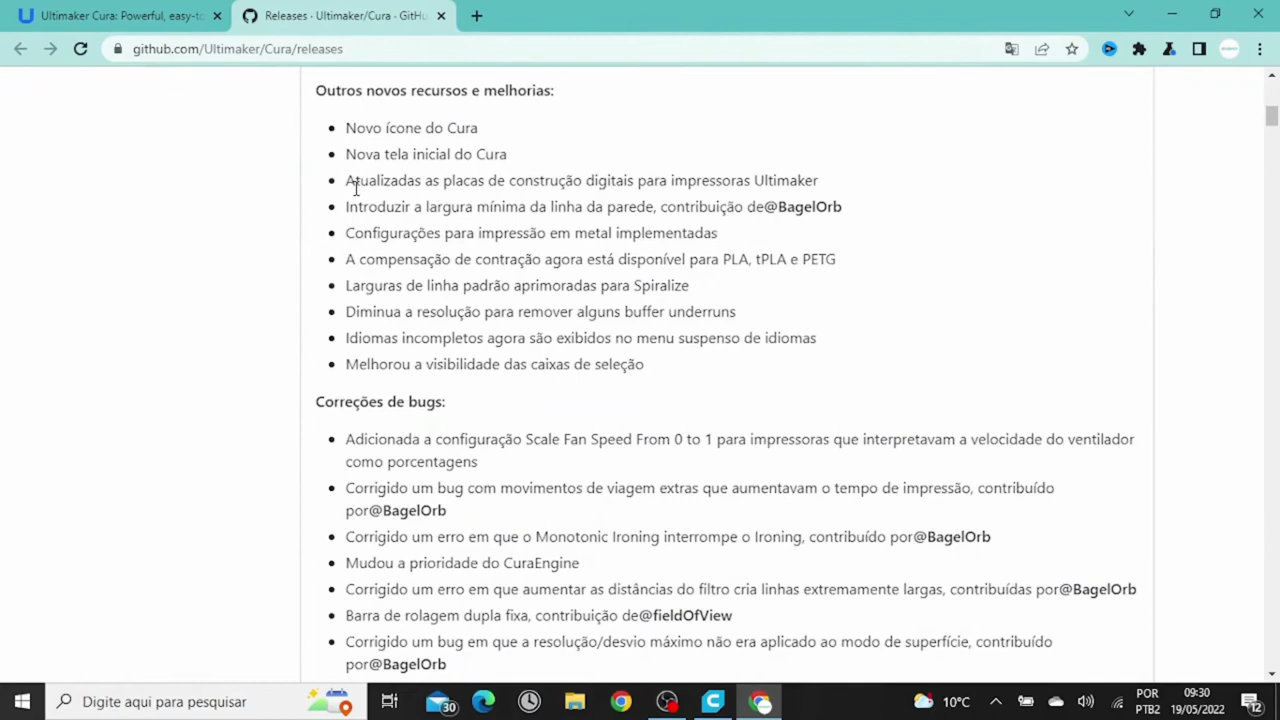 Ultimaker Cura: Powerful, easy-to
Releases · Ultimaker/Cura · GitHu
github.com/Ultimaker/Cura/releases
Outros novos recursos e melhorias:
Novo ícone do Cura
Nova tela inicial do Cura
Atualizadas as placas de construção digitais para impressoras Ultimaker
Introduzir a largura mínima da linha da parede, contribuição de@BagelOrb
Configurações para impressão em metal implementadas
A compensação de contração agora está disponível para PLA, tPLA e PETG
Larguras de linha padrão aprimoradas para Spiralize
Diminua a resolução para remover alguns buffer underruns
Idiomas incompletos agora são exibidos no menu suspenso de idiomas
Melhorou a visibilidade das caixas de seleção
Correções de bugs:
Adicionada a configuração Scale Fan Speed From 0 to 1 para impressoras que interpretavam a velocidade do ventilador
como porcentagens
Corrigido um bug com movimentos de viagem extras que aumentavam o tempo de impressão, contribuído
por@BagelOrb
Corrigido um erro em que o Monotonic Ironing interrompe o Ironing, contribuído por@BagelOrb
Mudou a prioridade do CuraEngine
Corrigido um erro em que aumentar as distâncias do filtro cria linhas extremamente largas, contribuídas por@BagelOrb
Barra de rolagem dupla fixa, contribuição de@fieldOfView
Corrigido um bug em que a resolução/desvio máximo não era aplicado ao modo de superfície, contribuído
por@BagelOrb
Digite aqui para pesquisar
30
10°C
POR
PTB2
09:30
19/05/2022
12